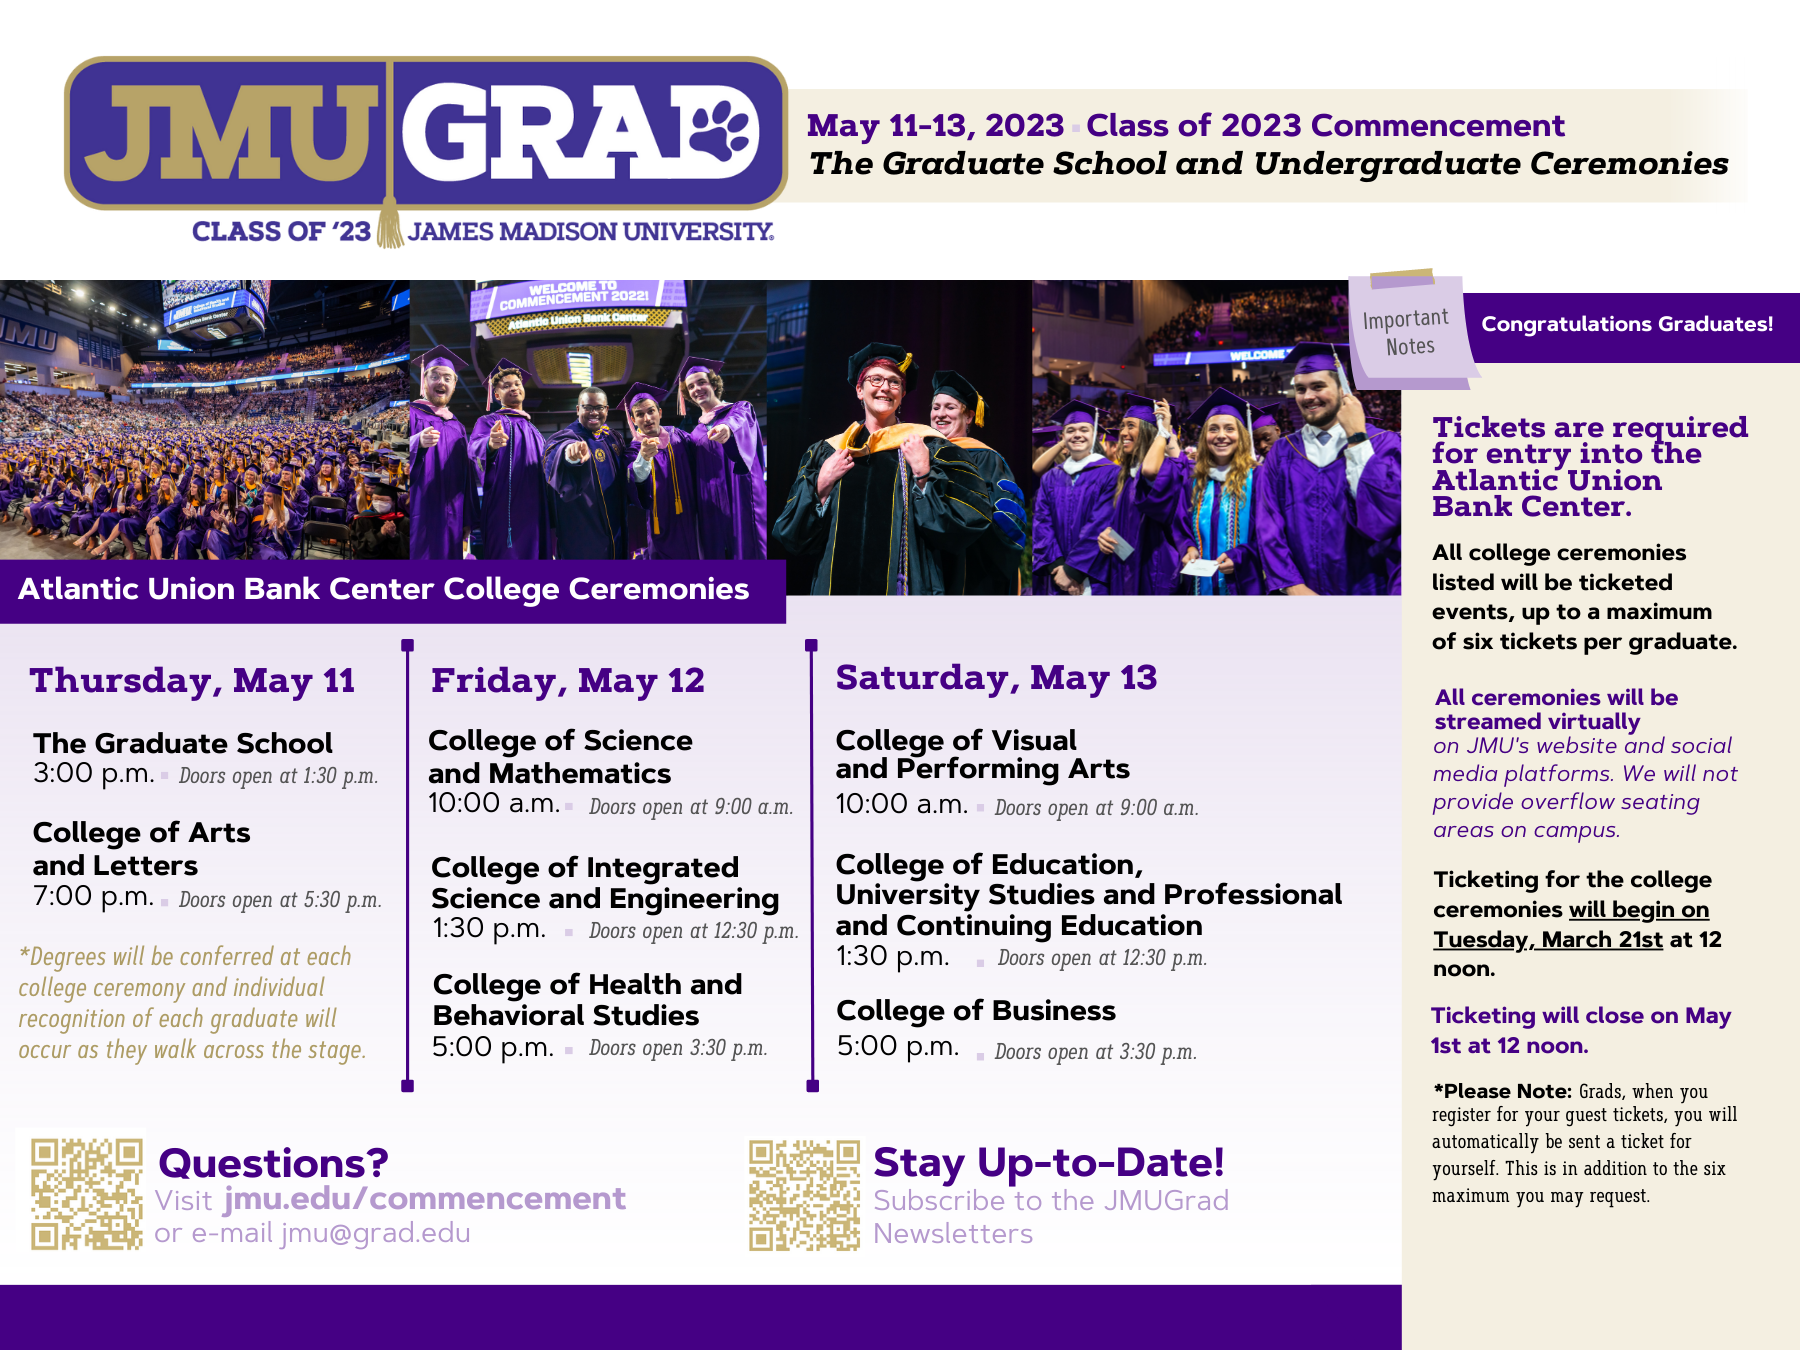 JMU GRAD
CLASS OF '23 JAMES MADISON UNIVERSITY®
May 11-13, 2023 ▪ Class of 2023 Commencement
The Graduate School and Undergraduate Ceremonies
JMU
Atlantic Union Bank Center
WELCOME TO
COMMENCEMENT 2022!
Atlantic Union Bank Center
WELCOME
Important
Notes
Congratulations Graduates!
Atlantic Union Bank Center College Ceremonies
Thursday, May 11
The Graduate School
3:00 p.m. ▪ Doors open at 1:30 p.m.
College of Arts
and Letters
7:00 p.m. ▪ Doors open at 5:30 p.m.
*Degrees will be conferred at each
college ceremony and individual
recognition of each graduate will
occur as they walk across the stage.
Friday, May 12
College of Science
and Mathematics
10:00 a.m. ▪ Doors open at 9:00 a.m.
College of Integrated
Science and Engineering
1:30 p.m. ▪ Doors open at 12:30 p.m.
College of Health and
Behavioral Studies
5:00 p.m. ▪ Doors open 3:30 p.m.
Saturday, May 13
College of Visual
and Performing Arts
10:00 a.m. ▪ Doors open at 9:00 a.m.
College of Education,
University Studies and Professional
and Continuing Education
1:30 p.m. ▪ Doors open at 12:30 p.m.
College of Business
5:00 p.m. ▪ Doors open at 3:30 p.m.
Tickets are required
for entry into the
Atlantic Union
Bank Center.
All college ceremonies
listed will be ticketed
events, up to a maximum
of six tickets per graduate.
All ceremonies will be
streamed virtually
on JMU's website and social
media platforms. We will not
provide overflow seating
areas on campus.
Ticketing for the college
ceremonies will begin on
Tuesday, March 21st at 12
noon.
Ticketing will close on May
1st at 12 noon.
*Please Note: Grads, when you
register for your guest tickets, you will
automatically be sent a ticket for
yourself. This is in addition to the six
maximum you may request.
Questions?
Visit jmu.edu/commencement
or e-mail jmu@grad.edu
Stay Up-to-Date!
Subscribe to the JMUGrad
Newsletters